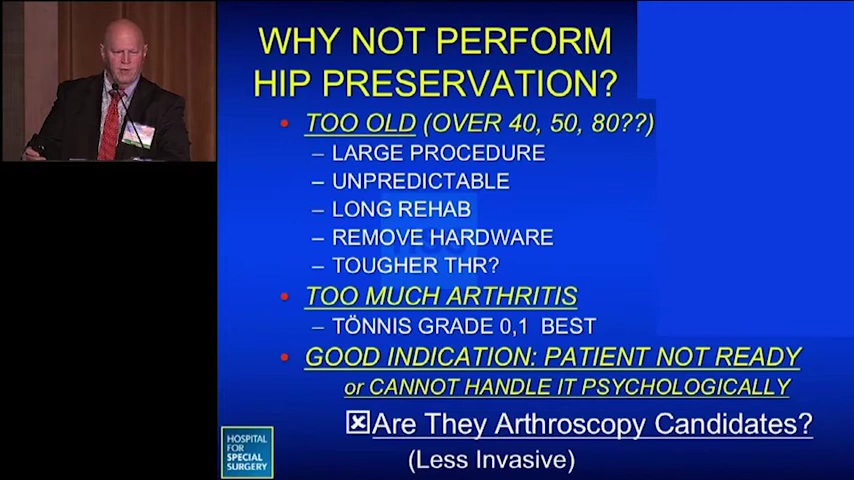 WHY NOT PERFORM
HIP PRESERVATION?
• TOO OLD (OVER 40, 50, 80??)
– LARGE PROCEDURE
– UNPREDICTABLE
– LONG REHAB
– REMOVE HARDWARE
– TOUGHER THR?
• TOO MUCH ARTHRITIS
– TÖNNIS GRADE 0,1 BEST
• GOOD INDICATION: PATIENT NOT READY
or CANNOT HANDLE IT PSYCHOLOGICALLY
☒Are They Arthroscopy Candidates?
(Less Invasive)
HOSPITAL
FOR
SPECIAL
SURGERY